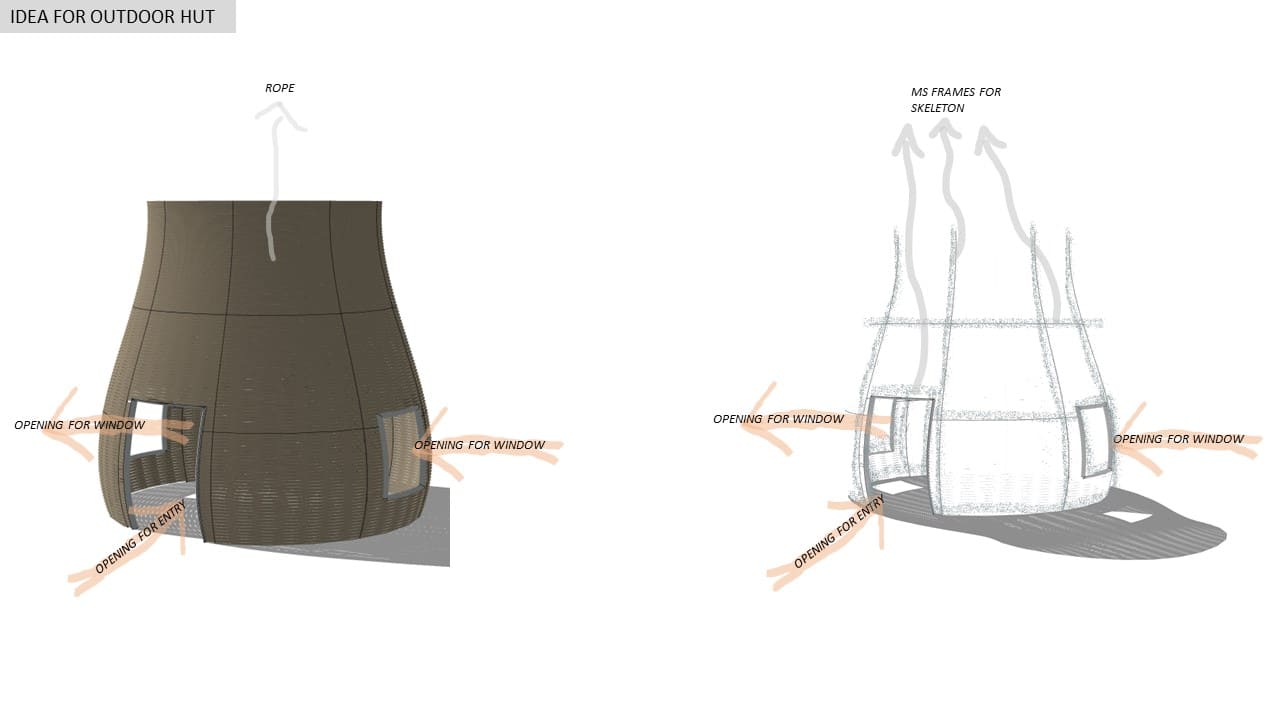 IDEA FOR OUTDOOR HUT
ROPE
OPENING FOR WINDOW
OPENING FOR WINDOW
OPENING FOR ENTRY
MS FRAMES FOR
SKELETON
OPENING FOR WINDOW
OPENING FOR WINDOW
OPENING FOR ENTRY